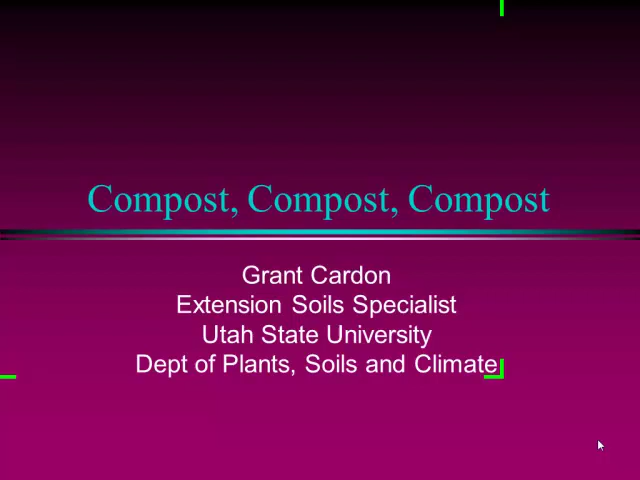 Compost, Compost, Compost
Grant Cardon
Extension Soils Specialist
Utah State University
Dept of Plants, Soils and Climate